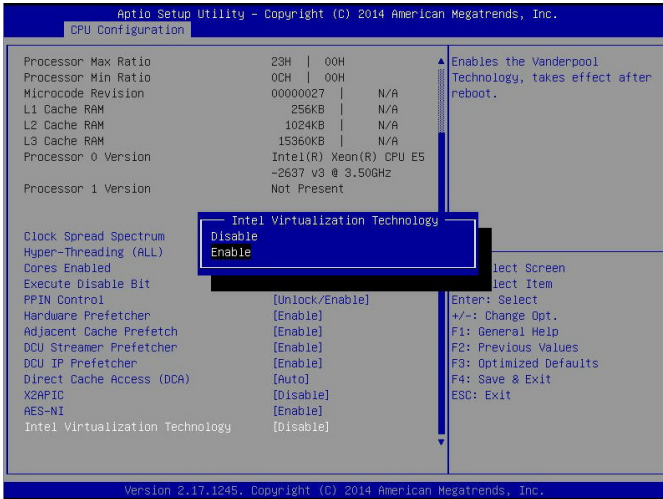 Aptio Setup Utility – Copyright (C) 2014 American Megatrends, Inc.
CPU Configuration
Processor Max Ratio 23H | 00H
Processor Min Ratio 0CH | 00H
Microcode Revision 00000027 | N/A
L1 Cache RAM 256KB | N/A
L2 Cache RAM 1024KB | N/A
L3 Cache RAM 15360KB | N/A
Processor 0 Version Intel(R) Xeon(R) CPU E5
-2637 v3 @ 3.50GHz
Processor 1 Version Not Present
Clock Spread Spectrum
Hyper-Threading (ALL)
Cores Enabled
Execute Disable Bit
PPIN Control [Unlock/Enable]
Hardware Prefetcher [Enable]
Adjacent Cache Prefetch [Enable]
DCU Streamer Prefetcher [Enable]
DCU IP Prefetcher [Enable]
Direct Cache Access (DCA) [Auto]
X2APIC [Disable]
AES-NI [Enable]
Intel Virtualization Technology [Disable]
Intel Virtualization Technology
Disable
Enable
Enables the Vanderpool
Technology, takes effect after
reboot.
lect Screen
lect Item
Enter: Select
+/-: Change Opt.
F1: General Help
F2: Previous Values
F3: Optimized Defaults
F4: Save & Exit
ESC: Exit
Version 2.17.1245. Copyright (C) 2014 American Megatrends, Inc.